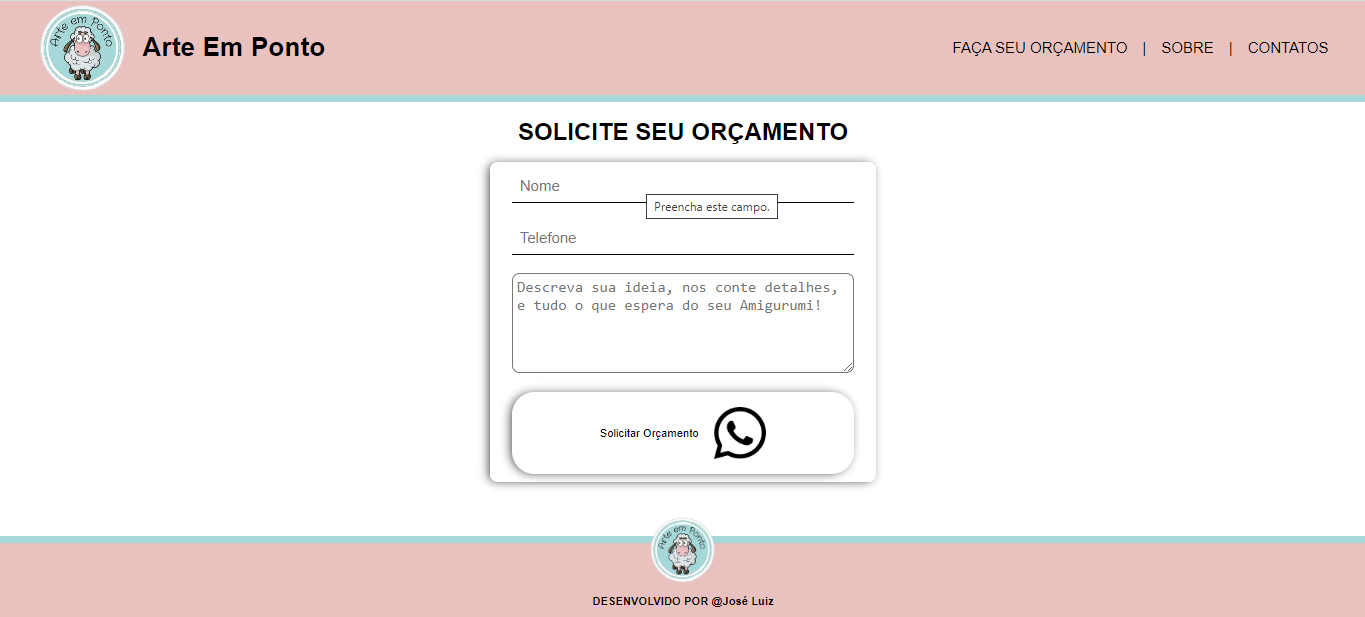 Arte em Ponto
Arte Em Ponto
FAÇA SEU ORÇAMENTO | SOBRE | CONTATOS
SOLICITE SEU ORÇAMENTO
Nome
Preencha este campo.
Telefone
Descreva sua ideia, nos conte detalhes,
e tudo o que espera do seu Amigurumi!
Solicitar Orçamento
Arte em Ponto
DESENVOLVIDO POR @José Luiz